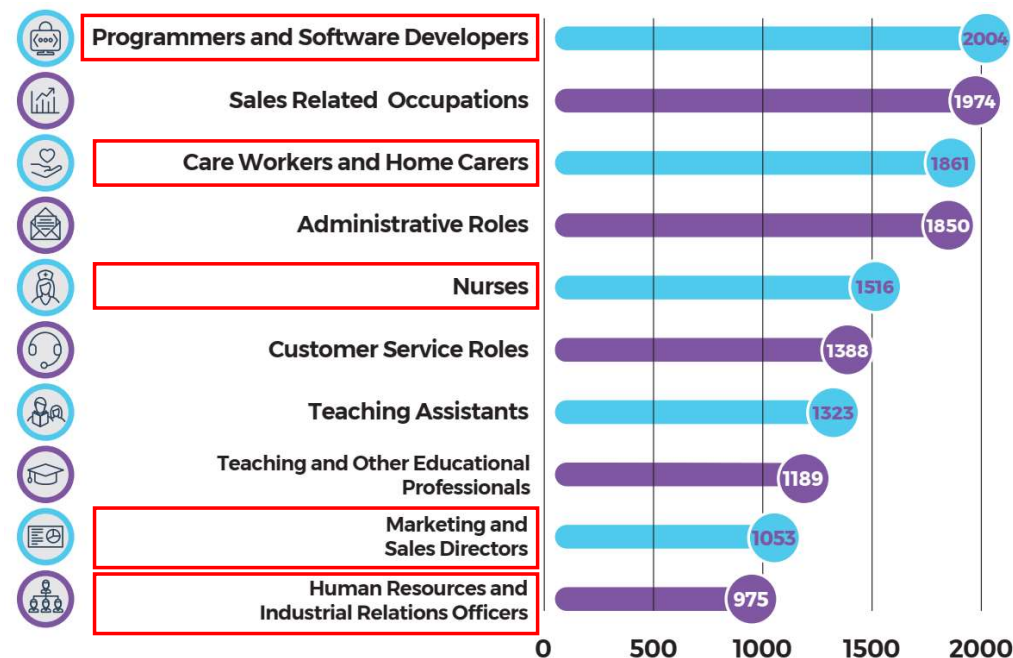 Programmers and Software Developers
2004
Sales Related Occupations
1974
Care Workers and Home Carers
1861
Administrative Roles
1850
Nurses
1516
Customer Service Roles
1388
Teaching Assistants
1323
Teaching and Other Educational
Professionals
1189
Marketing and
Sales Directors
1053
Human Resources and
Industrial Relations Officers
975
0 500 1000 1500 2000